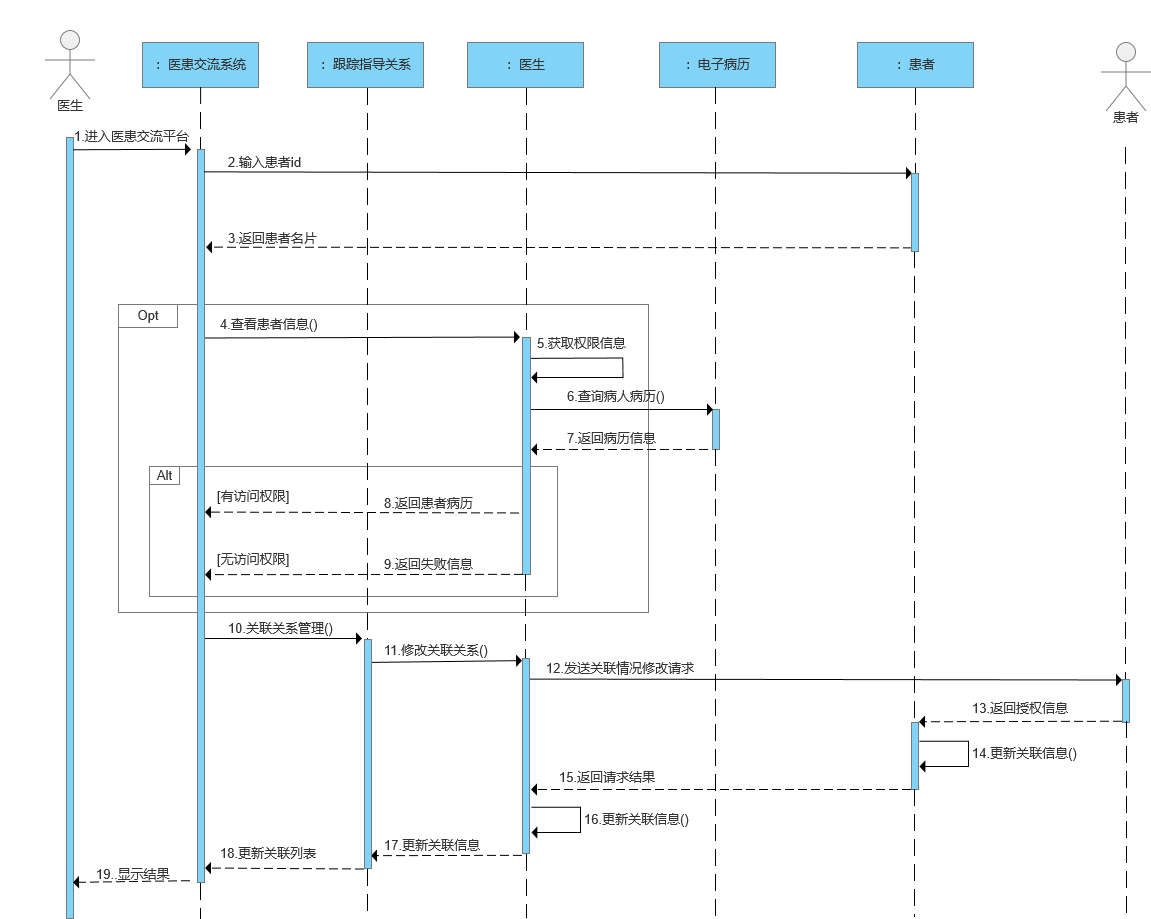 医生
: 医患交流系统
: 跟踪指导关系
: 医生
: 电子病历
: 患者
患者
1.进入医患交流平台
2.输入患者id
3.返回患者名片
Opt
4.查看患者信息()
5.获取权限信息
6.查询病人病历()
7.返回病历信息
Alt
[有访问权限]
8.返回患者病历
[无访问权限]
9.返回失败信息
10.关联关系管理()
11.修改关联关系()
12.发送关联情况修改请求
13.返回授权信息
14.更新关联信息()
15.返回请求结果
16.更新关联信息()
17.更新关联信息
18.更新关联列表
19..显示结果